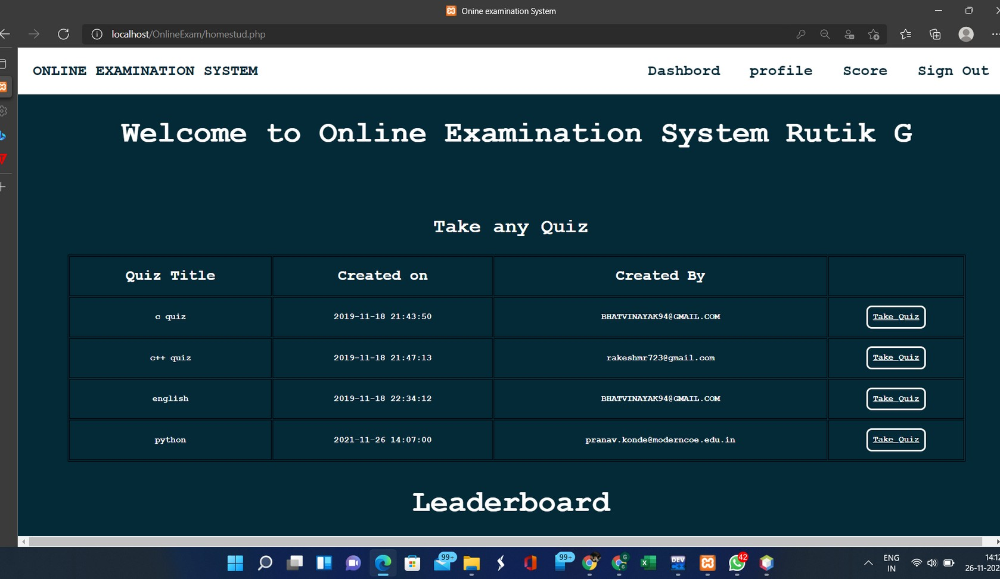 Onine examination System
localhost/OnlineExam/homestud.php
ONLINE EXAMINATION SYSTEM Dashbord profile Score Sign Out
Welcome to Online Examination System Rutik G
Take any Quiz
Quiz Title Created on Created By
c quiz 2019-11-18 21:43:50 BHATVINAYAK94@GMAIL.COM Take Quiz
c++ quiz 2019-11-18 21:47:13 rakeshmr723@gmail.com Take Quiz
english 2019-11-18 22:34:12 BHATVINAYAK94@GMAIL.COM Take Quiz
python 2021-11-26 14:07:00 pranav.konde@moderncoe.edu.in Take Quiz
Leaderboard
99+ 99+ G G DEV 42
ENG
IN
14:12
26-11-202